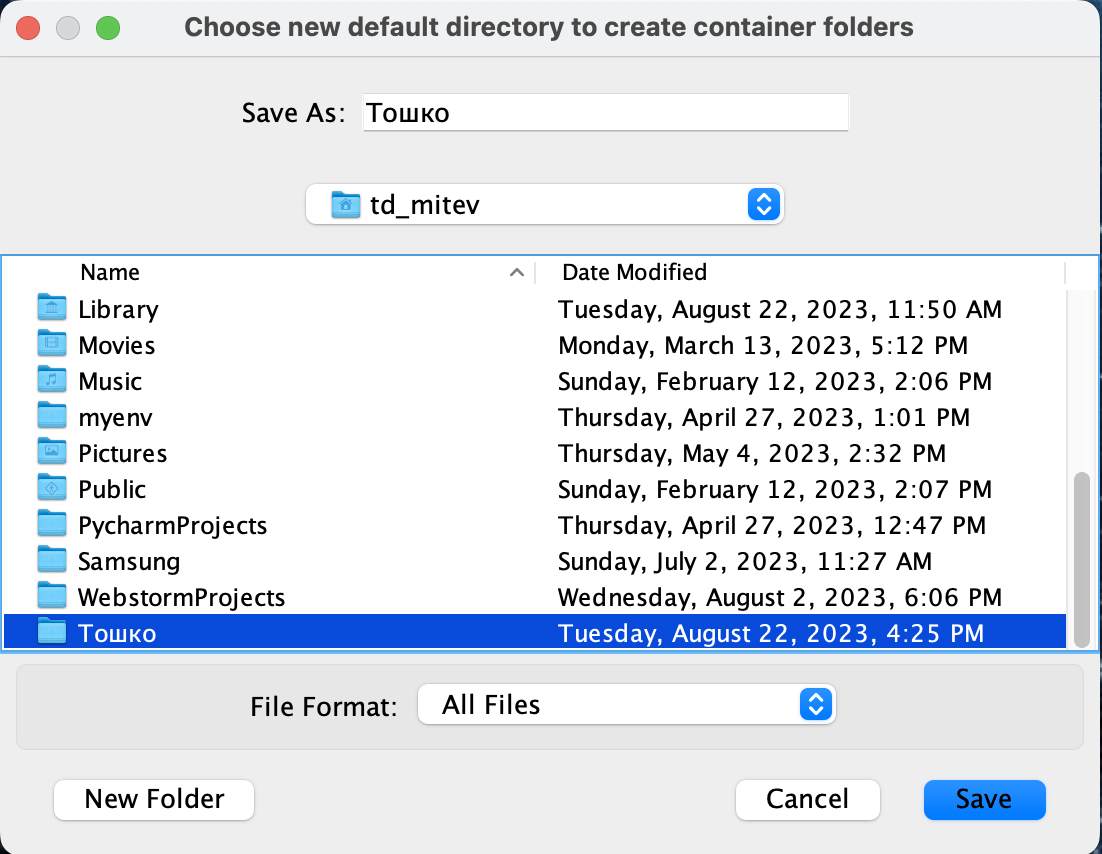 Choose new default directory to create container folders
Save As: Тошко
td_mitev
Name Date Modified
Library Tuesday, August 22, 2023, 11:50 AM
Movies Monday, March 13, 2023, 5:12 PM
Music Sunday, February 12, 2023, 2:06 PM
myenv Thursday, April 27, 2023, 1:01 PM
Pictures Thursday, May 4, 2023, 2:32 PM
Public Sunday, February 12, 2023, 2:07 PM
PycharmProjects Thursday, April 27, 2023, 12:47 PM
Samsung Sunday, July 2, 2023, 11:27 AM
WebstormProjects Wednesday, August 2, 2023, 6:06 PM
Тошко Tuesday, August 22, 2023, 4:25 PM
File Format: All Files
New Folder Cancel Save